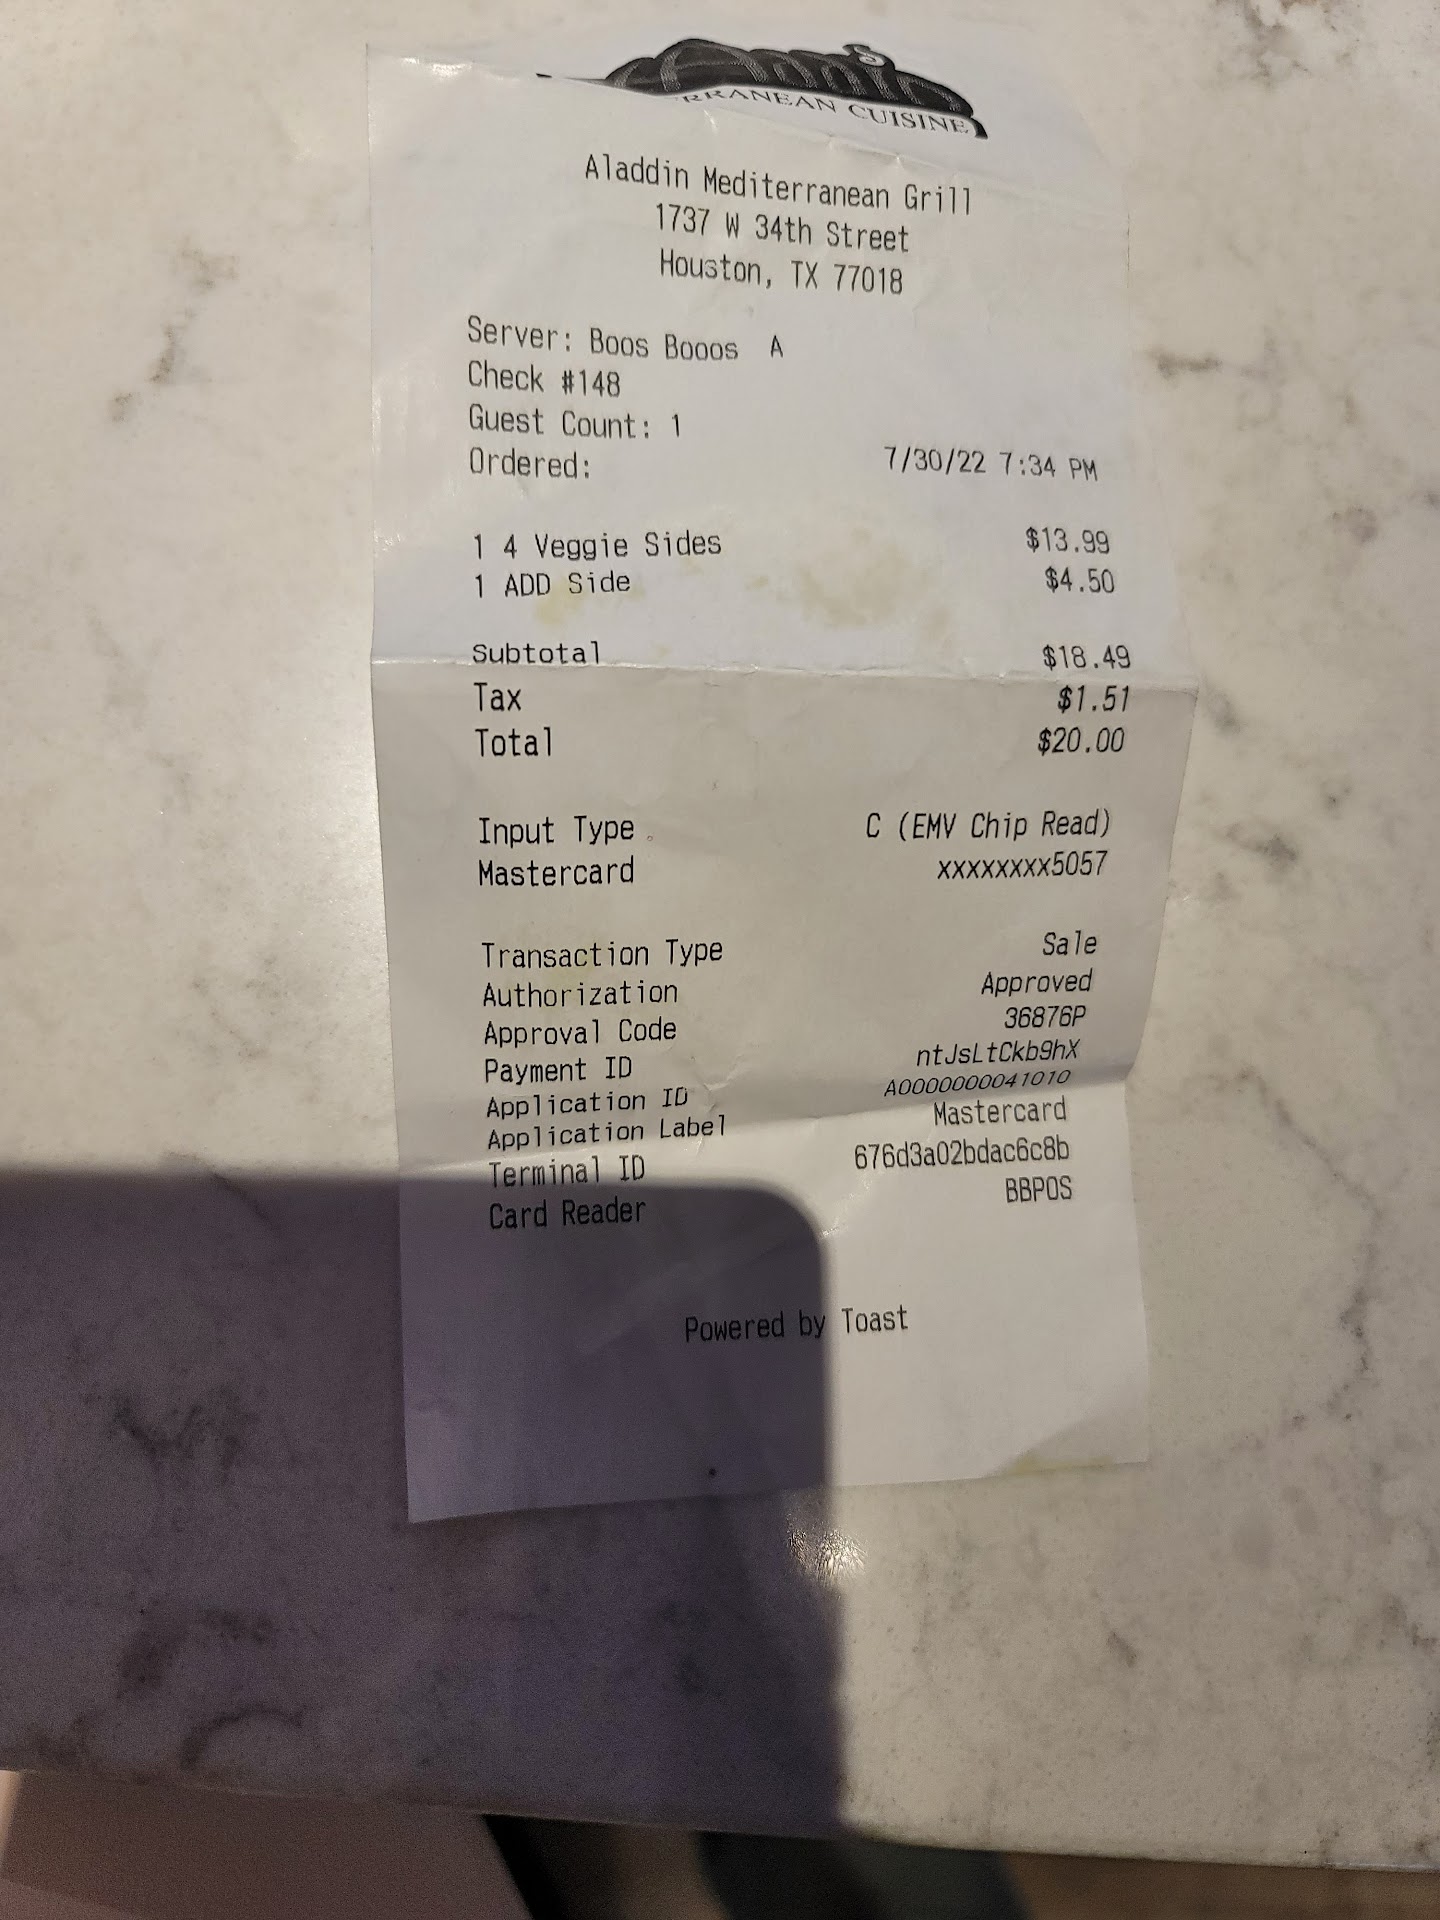 RRANEAN CUISINE
Aladdin Mediterranean Grill
1737 W 34th Street
Houston, TX 77018
Server: Boos Booos A
Check #148
Guest Count: 1
Ordered: 7/30/22 7:34 PM
1 4 Veggie Sides $13.99
1 ADD Side $4.50
Subtotal $18.49
Tax $1.51
Total $20.00
Input Type C (EMV Chip Read)
Mastercard xxxxxxxx5057
Transaction Type Sale
Authorization Approved
Approval Code 36876P
Payment ID ntJsLtCkb9hX
Application ID A0000000041010
Application Label Mastercard
Terminal ID 676d3a02bdac6c8b
Card Reader BBPOS
Powered by Toast